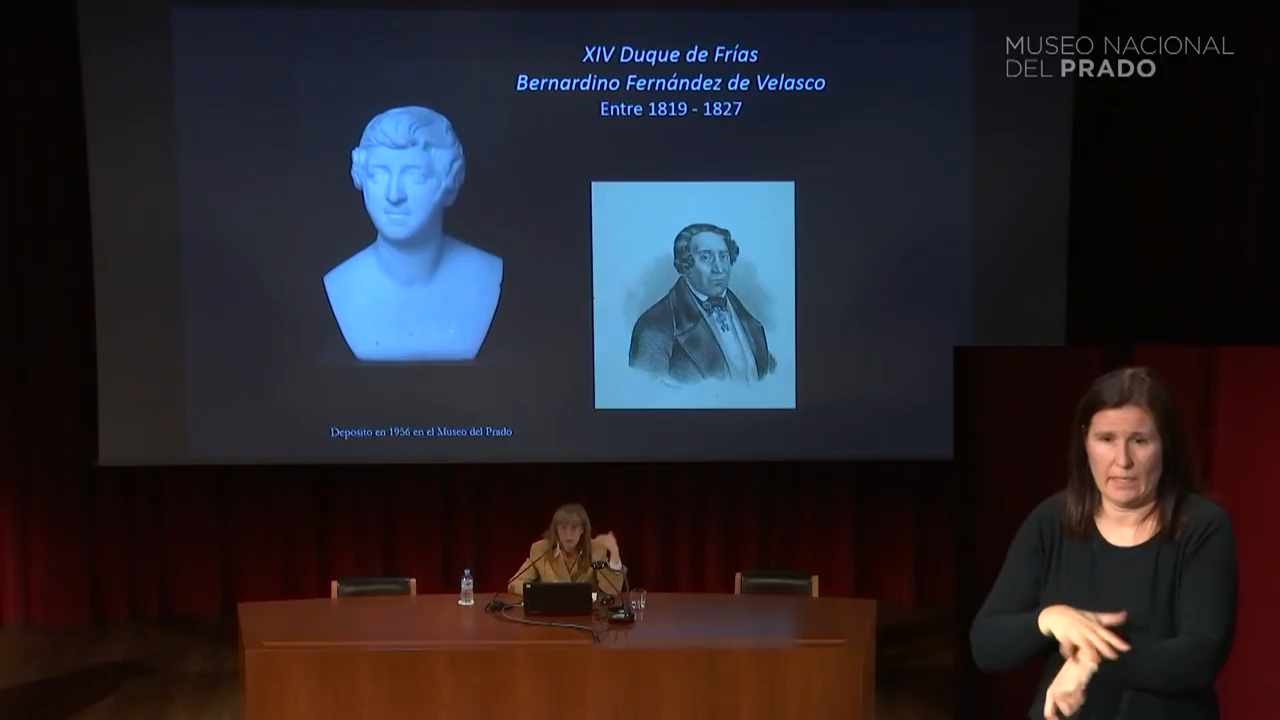 XIV Duque de Frías
Bernardino Fernández de Velasco
Entre 1819 - 1827
MUSEO NACIONAL
DEL PRADO
Deposito en 1956 en el Museo del Prado